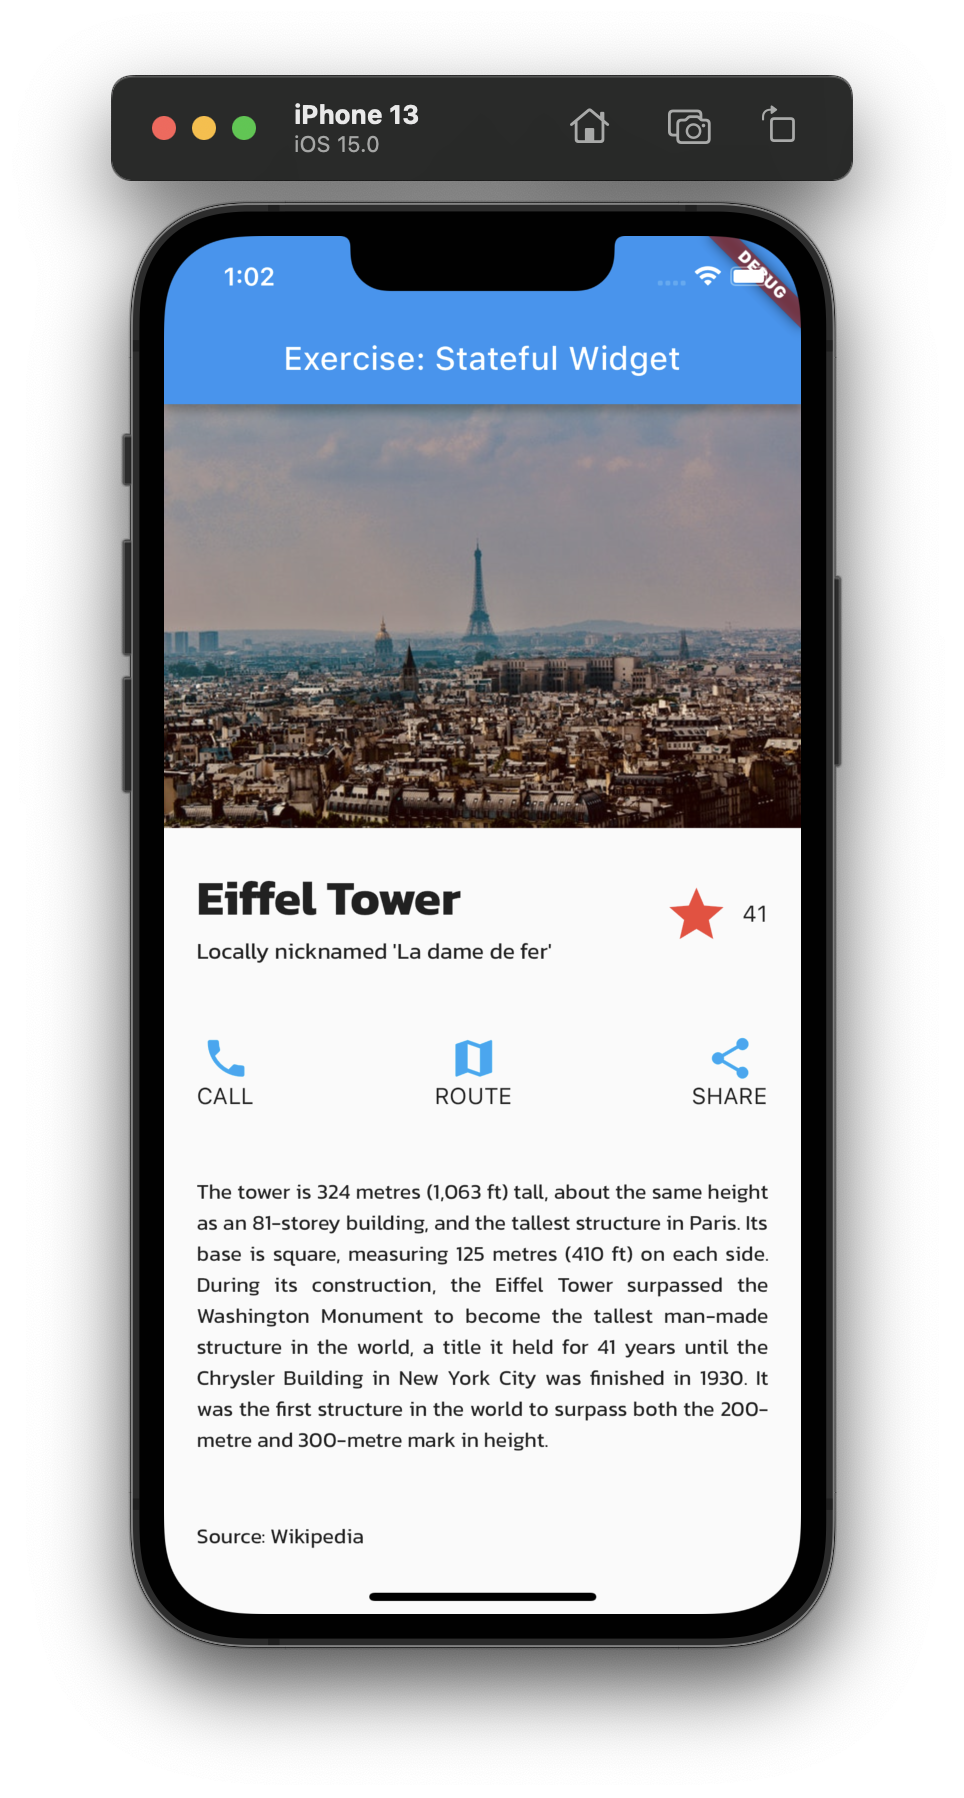 iPhone 13
iOS 15.0
1:02
DEBUG
Exercise: Stateful Widget
Eiffel Tower
41
Locally nicknamed 'La dame de fer'
CALL
ROUTE
SHARE
The tower is 324 metres (1,063 ft) tall, about the same height
as an 81-storey building, and the tallest structure in Paris. Its
base is square, measuring 125 metres (410 ft) on each side.
During its construction, the Eiffel Tower surpassed the
Washington Monument to become the tallest man-made
structure in the world, a title it held for 41 years until the
Chrysler Building in New York City was finished in 1930. It
was the first structure in the world to surpass both the 200-
metre and 300-metre mark in height.
Source: Wikipedia